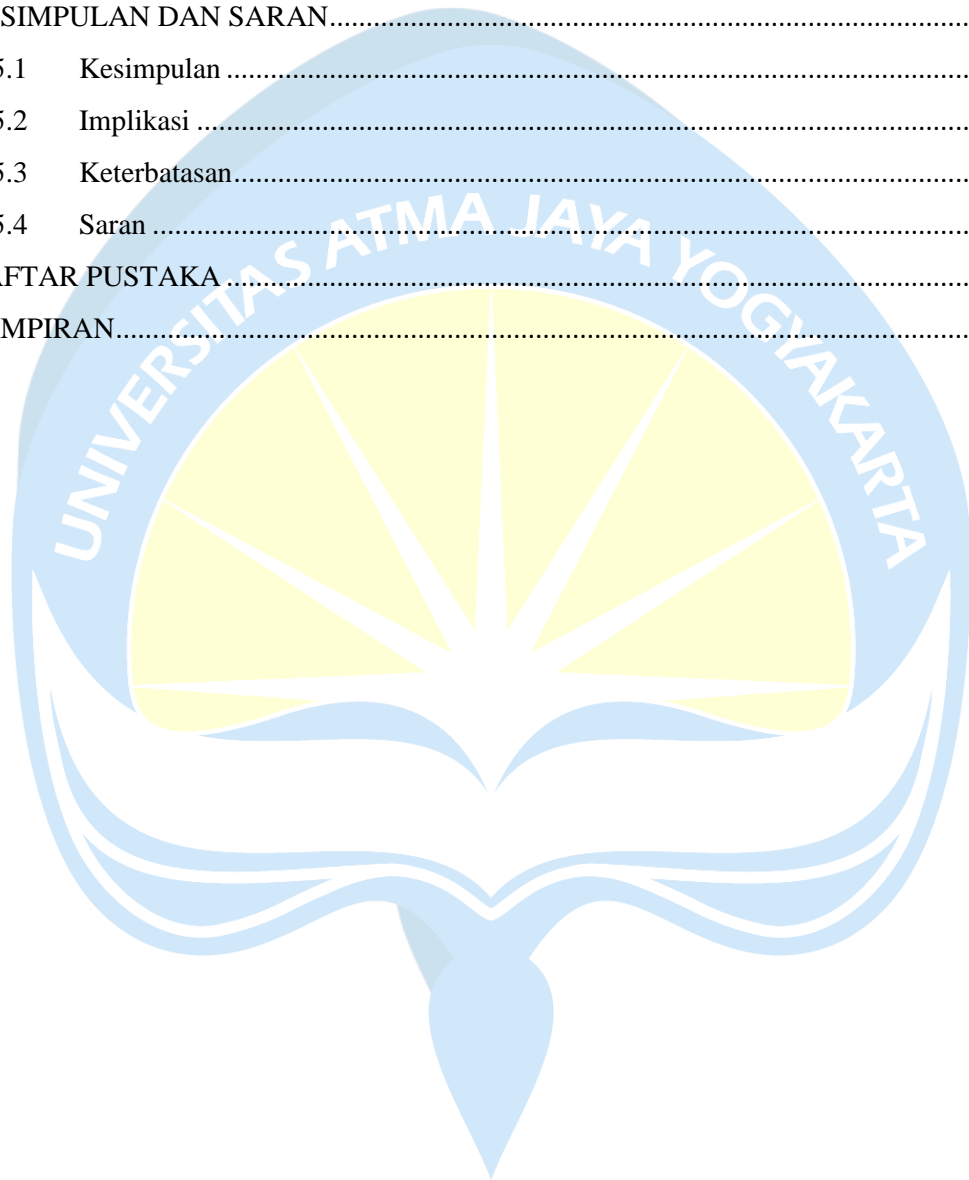 SIMPULAN DAN SARAN
5.1 Kesimpulan
5.2 Implikasi
5.3 Keterbatasan
5.4 Saran
AFTAR PUSTAKA
MPIRAN
UNIVERSITAS ATMA JAYA YOGYAKARTA